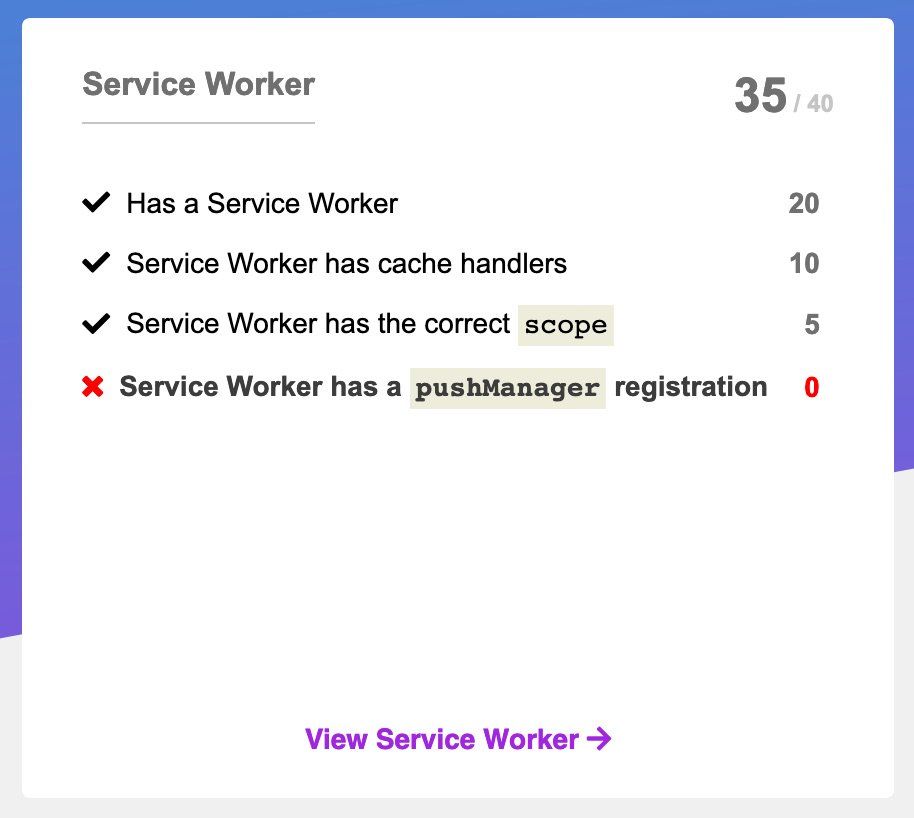 Service Worker
35 / 40
Has a Service Worker 20
Service Worker has cache handlers 10
Service Worker has the correct scope 5
Service Worker has a pushManager registration 0
View Service Worker